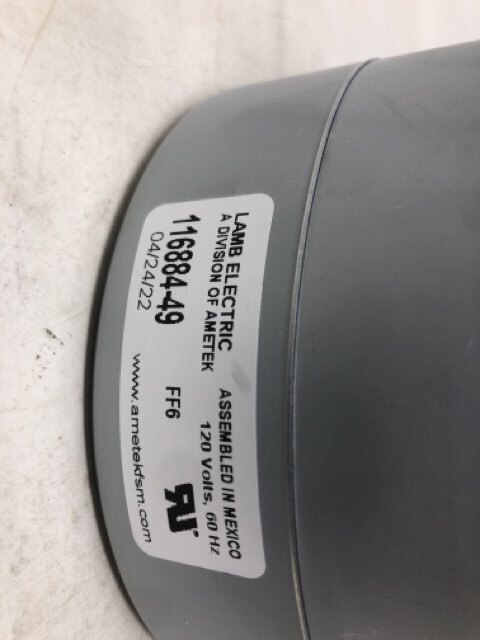 LAMB ELECTRIC
A DIVISION OF AMETEK
116884-49
04/24/22
ASSEMBLED IN MEXICO
120 Volts, 60 Hz
FF6
www.ametekfsm.com